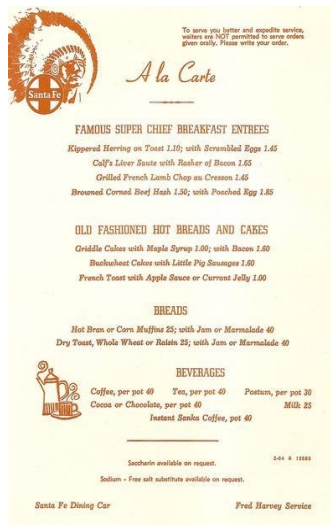 To serve you better and expedite service,
waiters are NOT permitted to serve orders
given orally. Please write your order.
A la Carte
Santa Fe
FAMOUS SUPER CHIEF BREAKFAST ENTREES
Kippered Herring on Toast 1.10; with Scrambled Eggs 1.45
Calf's Liver Saute with Rasher of Bacon 1.65
Grilled French Lamb Chop au Cresson 1.45
Browned Corned Beef Hash 1.50; with Poached Egg 1.85
OLD FASHIONED HOT BREADS AND CAKES
Griddle Cakes with Maple Syrup 1.00; with Bacon 1.60
Buckwheat Cakes with Little Pig Sausages 1.60
French Toast with Apple Sauce or Currant Jelly 1.00
BREADS
Hot Bran or Corn Muffins 25; with Jam or Marmalade 40
Dry Toast, Whole Wheat or Raisin 25; with Jam or Marmalade 40
BEVERAGES
Coffee, per pot 40 Tea, per pot 40 Postum, per pot 30
Cocoa or Chocolate, per pot 40 Milk 25
Instant Sanka Coffee, pot 40
Saccharin available on request.
Sodium - Free salt substitute available on request.
Santa Fe Dining Car Fred Harvey Service